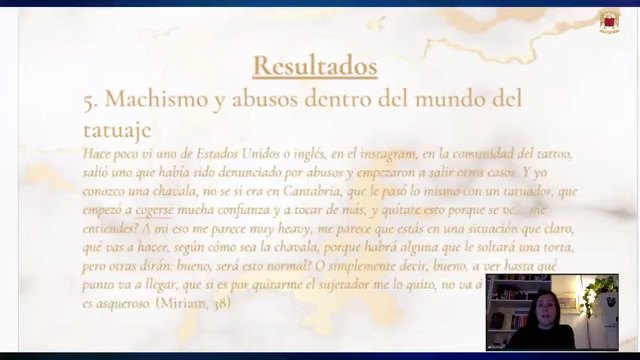 Resultados
5. Machismo y abusos dentro del mundo del
tatuaje
Hace poco vi uno de Estados Unidos o inglés, en el instagram, en la comunidad del tattoo,
salió uno que había sido denunciado por abusos y empezaron a salir otros casos. Y yo
conozco una chavala, no se si era en Cantabria, que le pasó lo mismo con un tatuador, que
empezó a cogerse mucha confianza y a tocar de más, y quítate esto porque se ve... me
entiendes? A mi eso me parece muy heavy, me parece que estás en una situación que claro,
qué vas a hacer, según cómo sea la chavala, porque habrá alguna que le soltará una torta,
pero otras dirán: bueno, será esto normal? O simplemente decir, bueno, a ver hasta qué
punto va a llegar, que si es por quitarme el sujetador me lo quito, no va a
es asqueroso. (Miriam, 38)